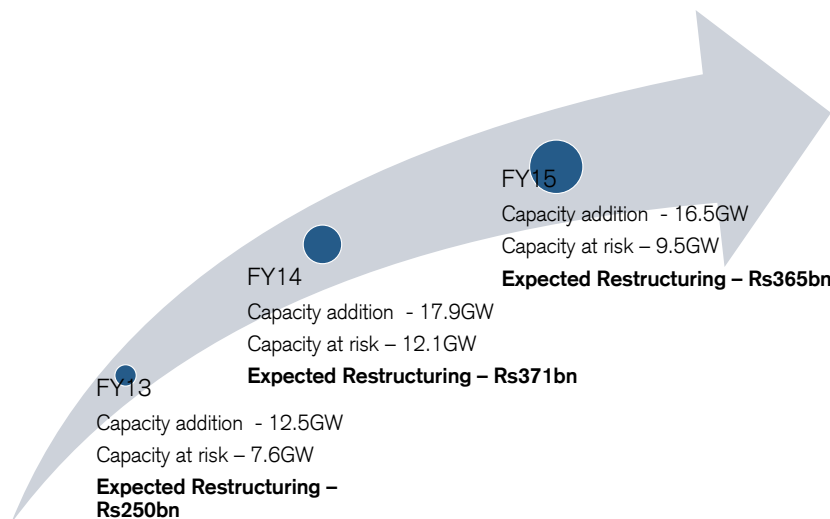 FY15
Capacity addition - 16.5GW
Capacity at risk – 9.5GW
Expected Restructuring – Rs365bn
FY14
Capacity addition - 17.9GW
Capacity at risk – 12.1GW
Expected Restructuring – Rs371bn
FY13
Capacity addition - 12.5GW
Capacity at risk – 7.6GW
Expected Restructuring –
Rs250bn